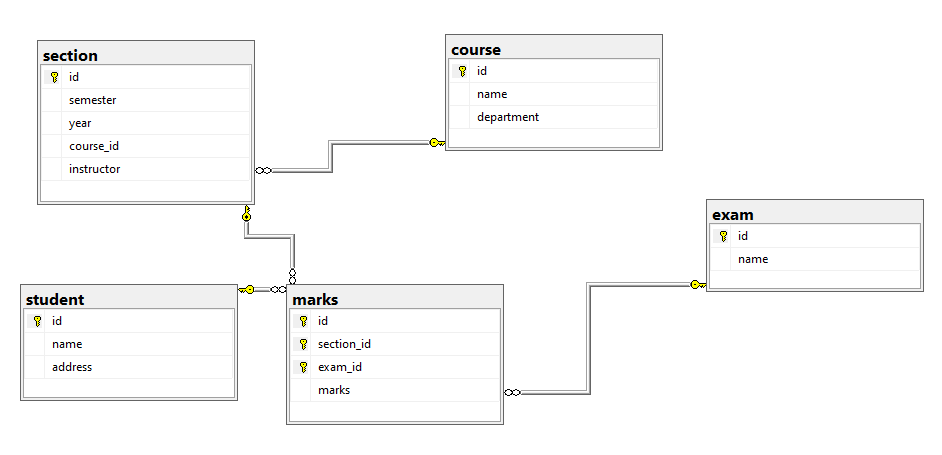 section
id
semester
year
course_id
instructor
course
id
name
department
exam
id
name
student
id
name
address
marks
id
section_id
exam_id
marks